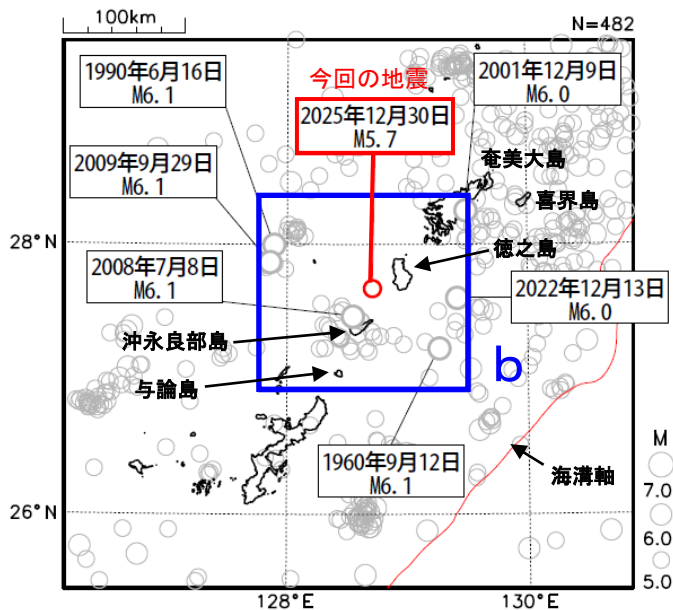 100km
N=482
今回の地震
1990年6月16日
M6.1
2025年12月30日
M5.7
2001年12月9日
M6.0
2009年9月29日
M6.1
奄美大島
喜界島
28°N
徳之島
2008年7月8日
M6.1
2022年12月13日
M6.0
沖永良部島
与論島
b
1960年9月12日
M6.1
海溝軸
M
7.0
6.0
5.0
26°N
128°E
130°E